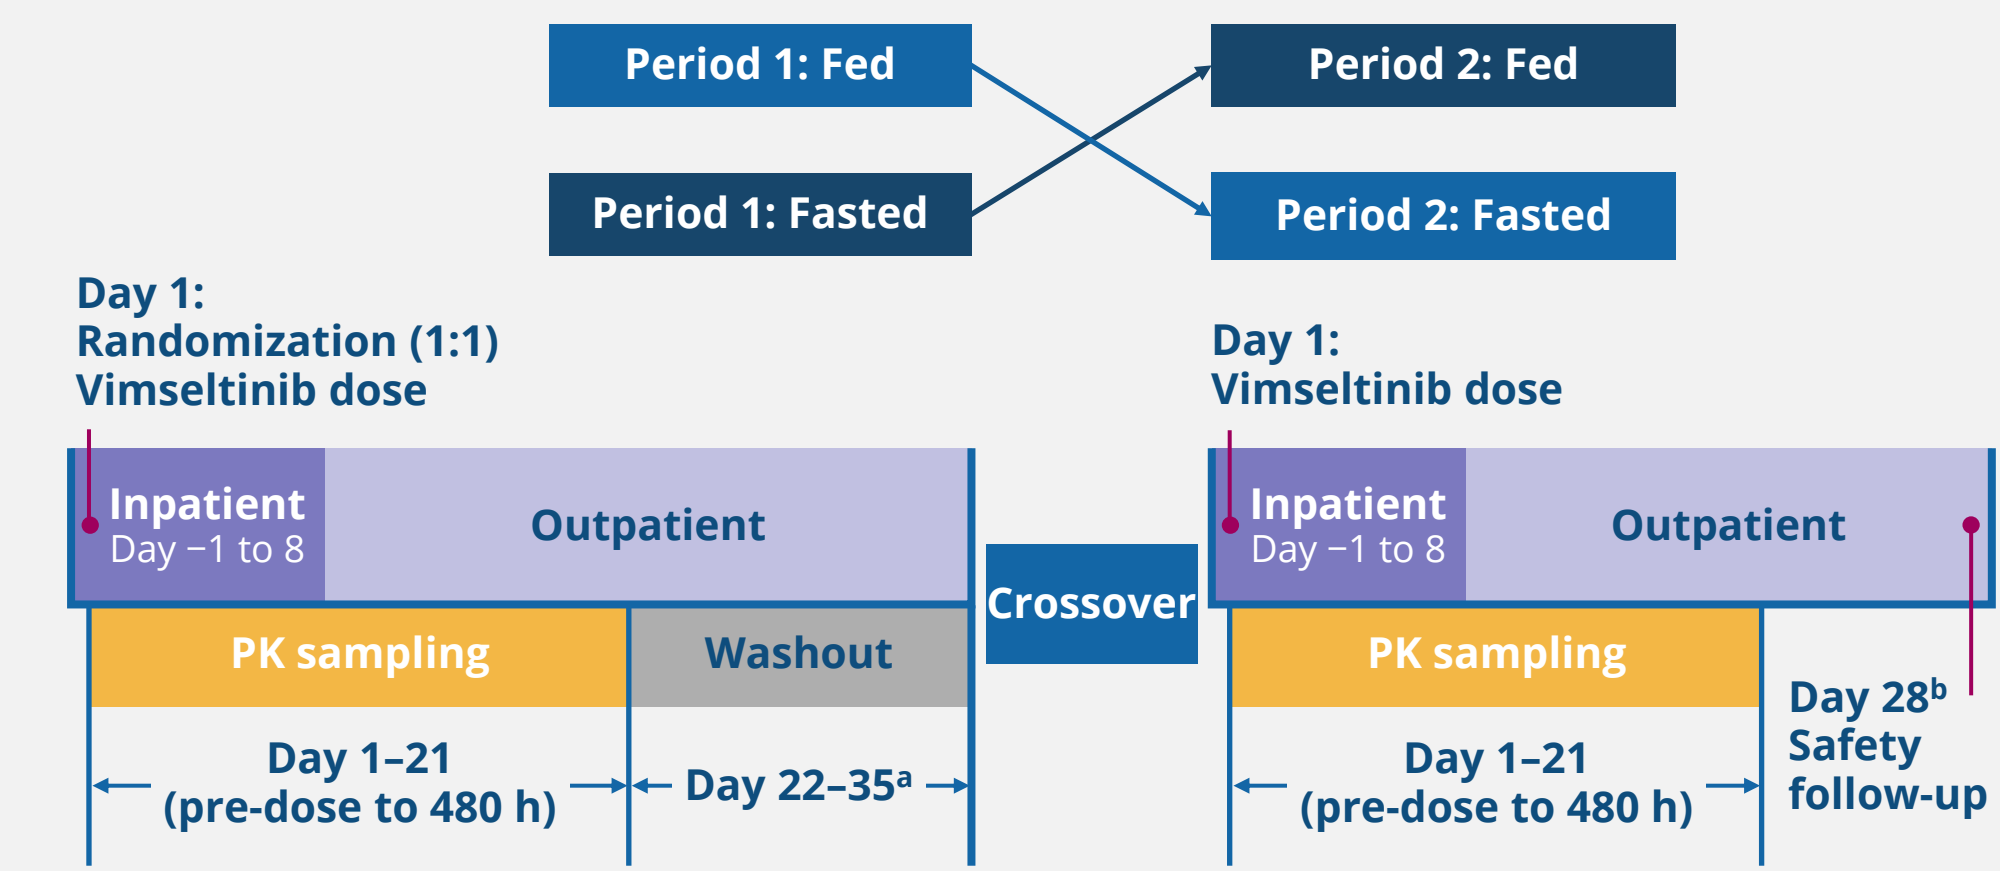 Period 1: Fed
Period 2: Fed
Period 1: Fasted
Period 2: Fasted
Day 1:
Randomization (1:1)
Vimseltinib dose
Day 1:
Vimseltinib dose
Inpatient
Day −1 to 8
Outpatient
Crossover
Inpatient
Day −1 to 8
Outpatient
PK sampling
Washout
PK sampling
Day 1–21
(pre-dose to 480 h)
Day 22–35ᵃ
Day 1–21
(pre-dose to 480 h)
Day 28ᵇ
Safety
follow-up